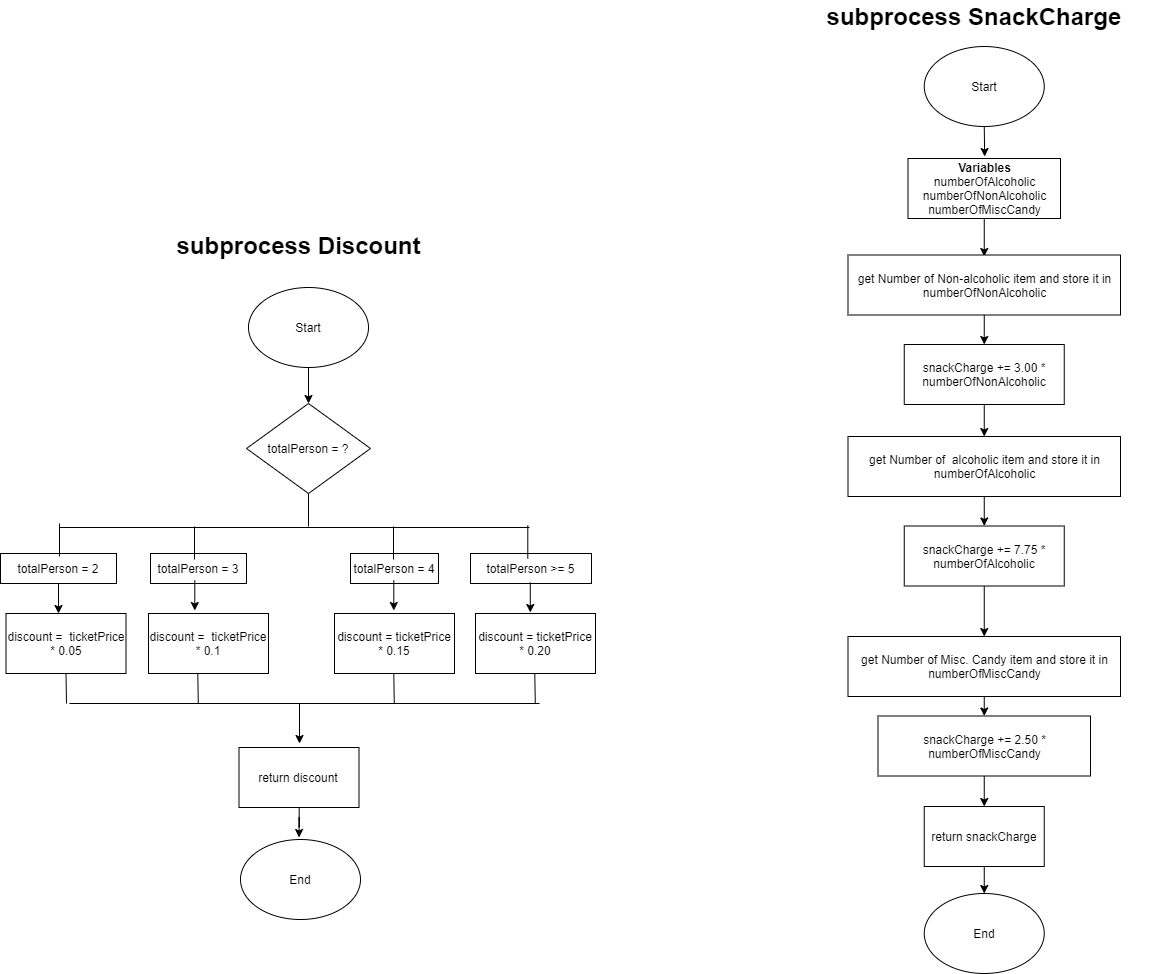 subprocess Discount
Start
totalPerson = ?
totalPerson = 2
totalPerson = 3
totalPerson = 4
totalPerson >= 5
discount =  ticketPrice
* 0.05
discount =  ticketPrice
* 0.1
discount = ticketPrice
* 0.15
discount = ticketPrice
* 0.20
return discount
End
subprocess SnackCharge
Start
Variables
numberOfAlcoholic
numberOfNonAlcoholic
numberOfMiscCandy
get Number of Non-alcoholic item and store it in
numberOfNonAlcoholic
snackCharge += 3.00 *
numberOfNonAlcoholic
get Number of  alcoholic item and store it in
numberOfAlcoholic
snackCharge += 7.75 *
numberOfAlcoholic
get Number of Misc. Candy item and store it in
numberOfMiscCandy
snackCharge += 2.50 *
numberOfMiscCandy
return snackCharge
End